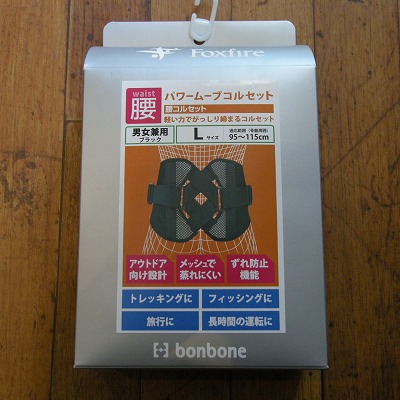 Foxfire
waist
腰
パワームーブコルセット
腰コルセット
軽い力でがっしり締まるコルセット
男女兼用
ブラック
Lサイズ
適応範囲（骨盤周囲）
95～115cm
アウトドア
向け設計
メッシュで
蒸れにくい
ずれ防止
機能
トレッキングに
フィッシングに
旅行に
長時間の運転に
bonbone